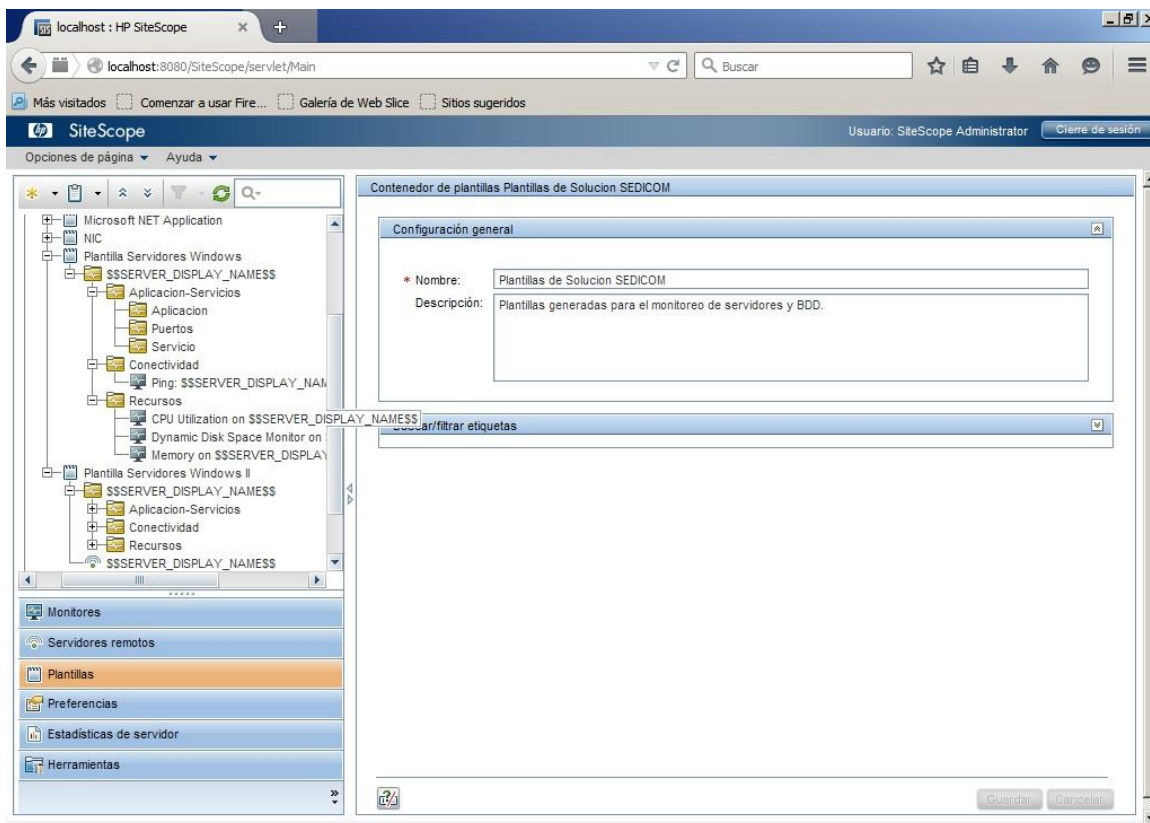 SIS localhost : HP SiteScope
localhost:8080/SiteScope/servlet/Main
Buscar
Más visitados Comenzar a usar Fire... Galería de Web Slice Sitios sugeridos
hp SiteScope Usuario: SiteScope Administrator Cierre de sesión
Opciones de página Ayuda
Contenedor de plantillas Plantillas de Solucion SEDICOM
Microsoft NET Application
NIC
Plantilla Servidores Windows
$$SERVER_DISPLAY_NAME$$
Aplicacion-Servicios
Aplicacion
Puertos
Servicio
Conectividad
Ping: $$SERVER_DISPLAY_NAM
Recursos
CPU Utilization on $$SERVER_DISPLAY_NAME$$
Dynamic Disk Space Monitor on
Memory on $$SERVER_DISPLAY
Plantilla Servidores Windows II
$$SERVER_DISPLAY_NAME$$
Aplicacion-Servicios
Conectividad
Recursos
$$SERVER_DISPLAY_NAME$$
Monitores
Servidores remotos
Plantillas
Preferencias
Estadísticas de servidor
Herramientas
Configuración general
* Nombre: Plantillas de Solucion SEDICOM
Descripción: Plantillas generadas para el monitoreo de servidores y BDD.
/filtrar etiquetas
Guardar Cancelar